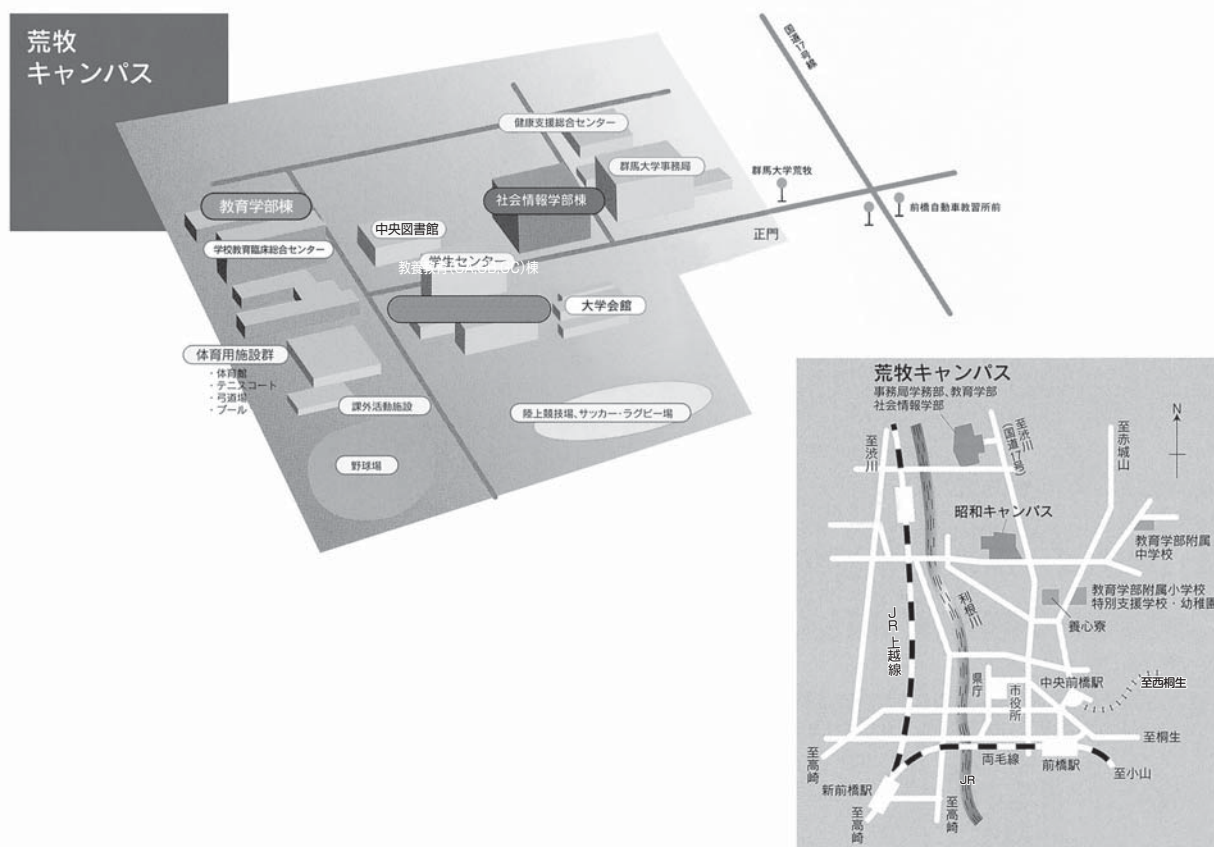 荒牧
キャンパス
国道17号線
健康支援総合センター
群馬大学事務局
群馬大学荒牧
前橋自動車教習所前
正門
教育学部棟
社会情報学部棟
中央図書館
学校教育臨床総合センター
学生センター
教養教育(GA.GB.GC)棟
大学会館
体育用施設群
・体育館
・テニスコート
・弓道場
・プール
課外活動施設
陸上競技場、サッカー・ラグビー場
野球場
荒牧キャンパス
事務局学務部、教育学部
社会情報学部
N
至渋川
至渋川
(国道17号)
至赤城山
昭和キャンパス
教育学部附属
中学校
教育学部附属小学校
特別支援学校・幼稚園
養心寮
利根川
JR上越線
県庁
市役所
中央前橋駅
至西桐生
至桐生
至高崎
両毛線
前橋駅
至小山
新前橋駅
JR
至高崎
至高崎